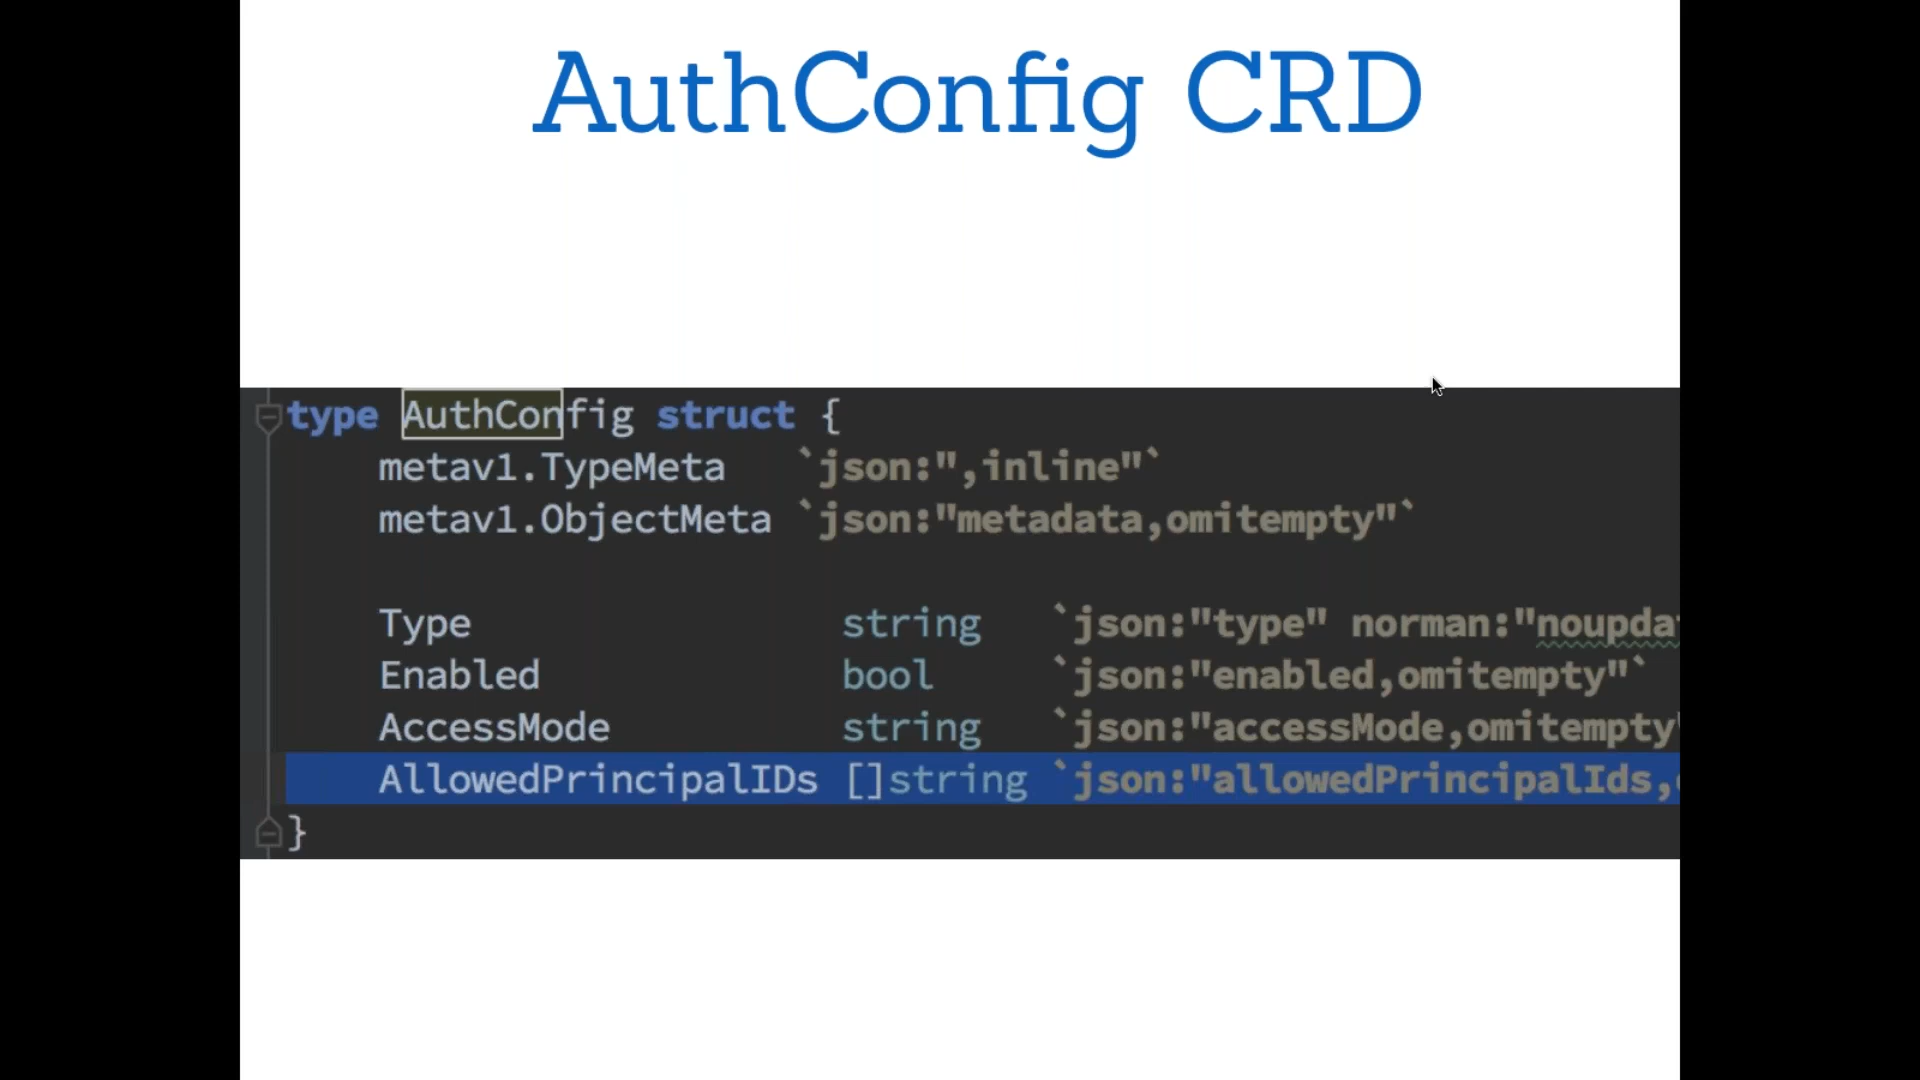 AuthConfig CRD
type AuthConfig struct {
metav1.TypeMeta `json:",inline"`
metav1.ObjectMeta `json:"metadata,omitempty"`
Type string `json:"type" norman:"noupda
Enabled bool `json:"enabled,omitempty"`
AccessMode string `json:"accessMode,omitempty"
AllowedPrincipalIDs []string `json:"allowedPrincipalIds,
}